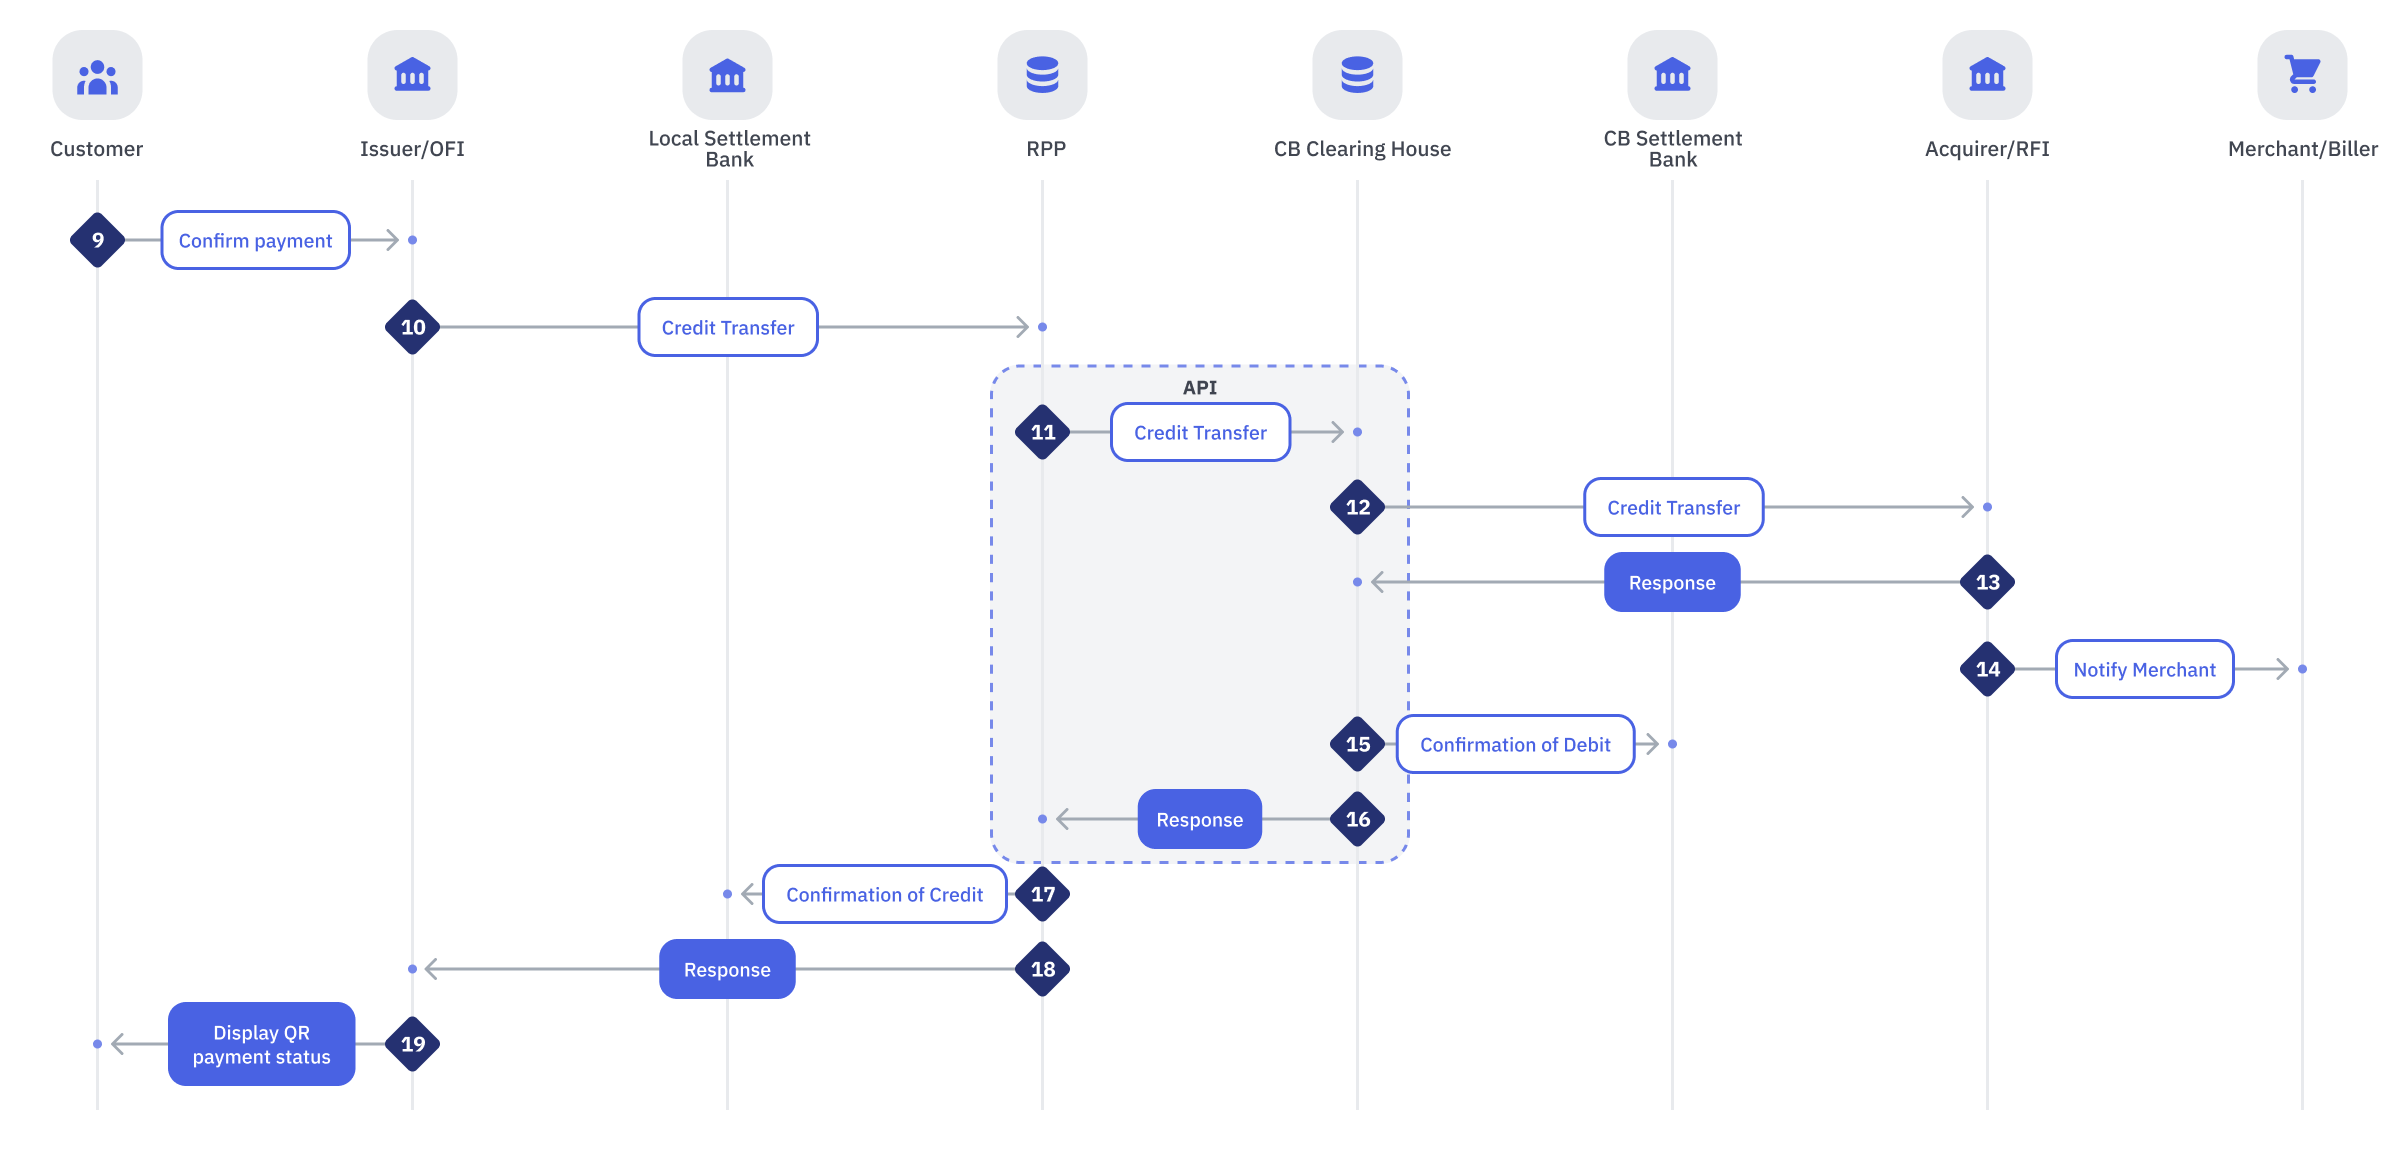 Customer
Issuer/OFI
Local Settlement
Bank
RPP
CB Clearing House
CB Settlement
Bank
Acquirer/RFI
Merchant/Biller
9
Confirm payment
10
Credit Transfer
API
11
Credit Transfer
12
Credit Transfer
Response
13
14
Notify Merchant
15
Confirmation of Debit
Response
16
Confirmation of Credit
17
Response
18
Display QR
payment status
19